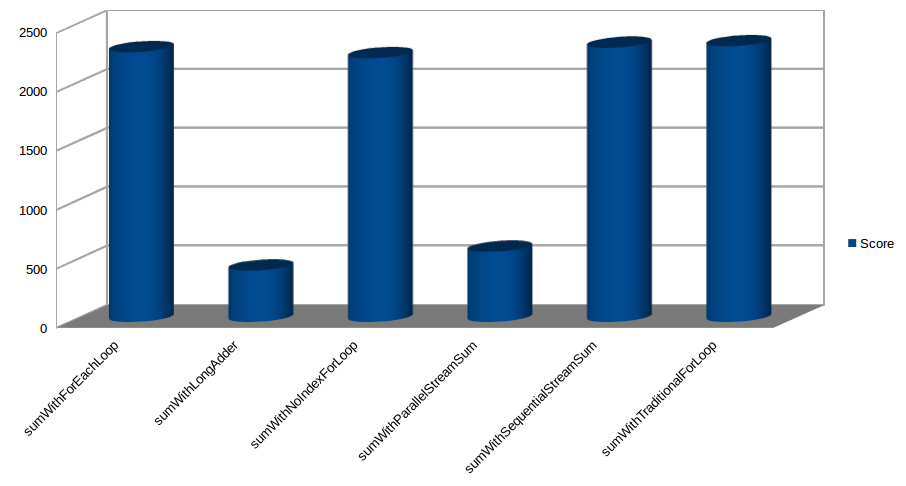 2500
2000
1500
1000
500
0
Score
sumWithForEachLoop
sumWithLongAdder
sumWithNoIndexForLoop
sumWithParallelStreamSum
sumWithSequentialStreamSum
sumWithTraditionalForLoop